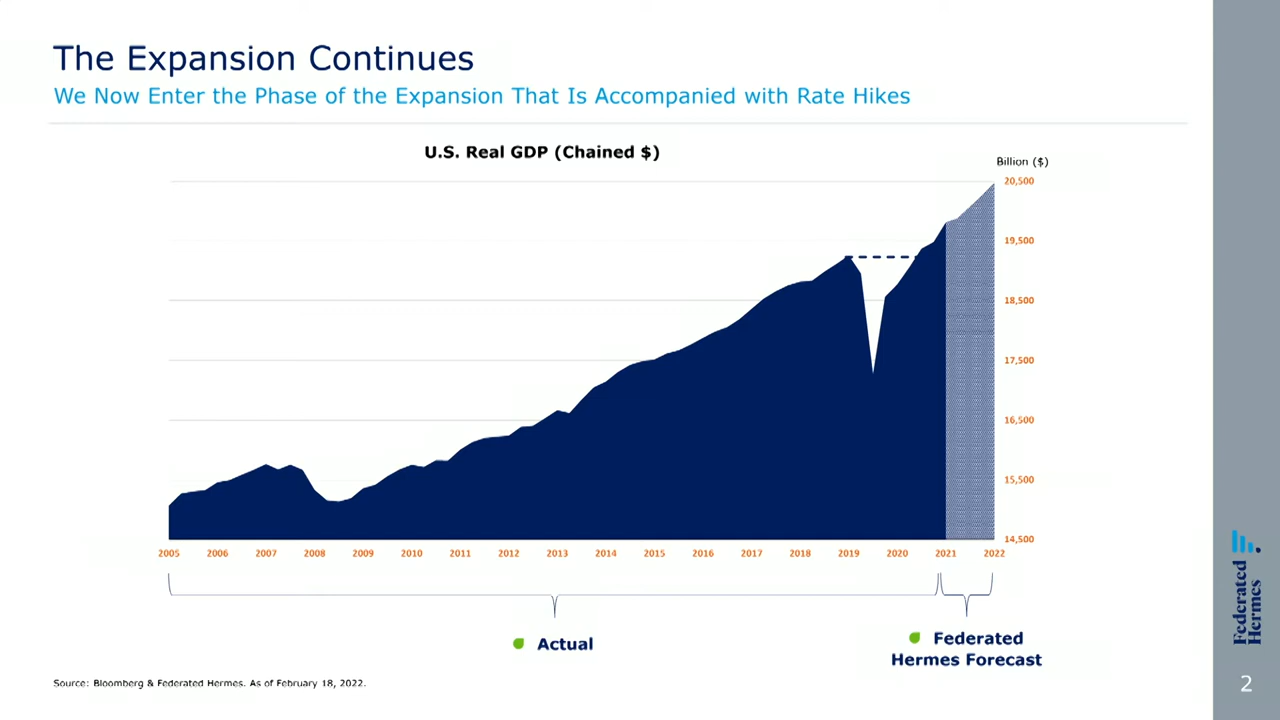 The Expansion Continues
We Now Enter the Phase of the Expansion That Is Accompanied with Rate Hikes
U.S. Real GDP (Chained $)
Billion ($)
20,500
19,500
18,500
17,500
16,500
15,500
14,500
2005 2006 2007 2008 2009 2010 2011 2012 2013 2014 2015 2016 2017 2018 2019 2020 2021 2022
Actual
Federated
Hermes Forecast
Source: Bloomberg & Federated Hermes. As of February 18, 2022.
Federated
Hermes
2